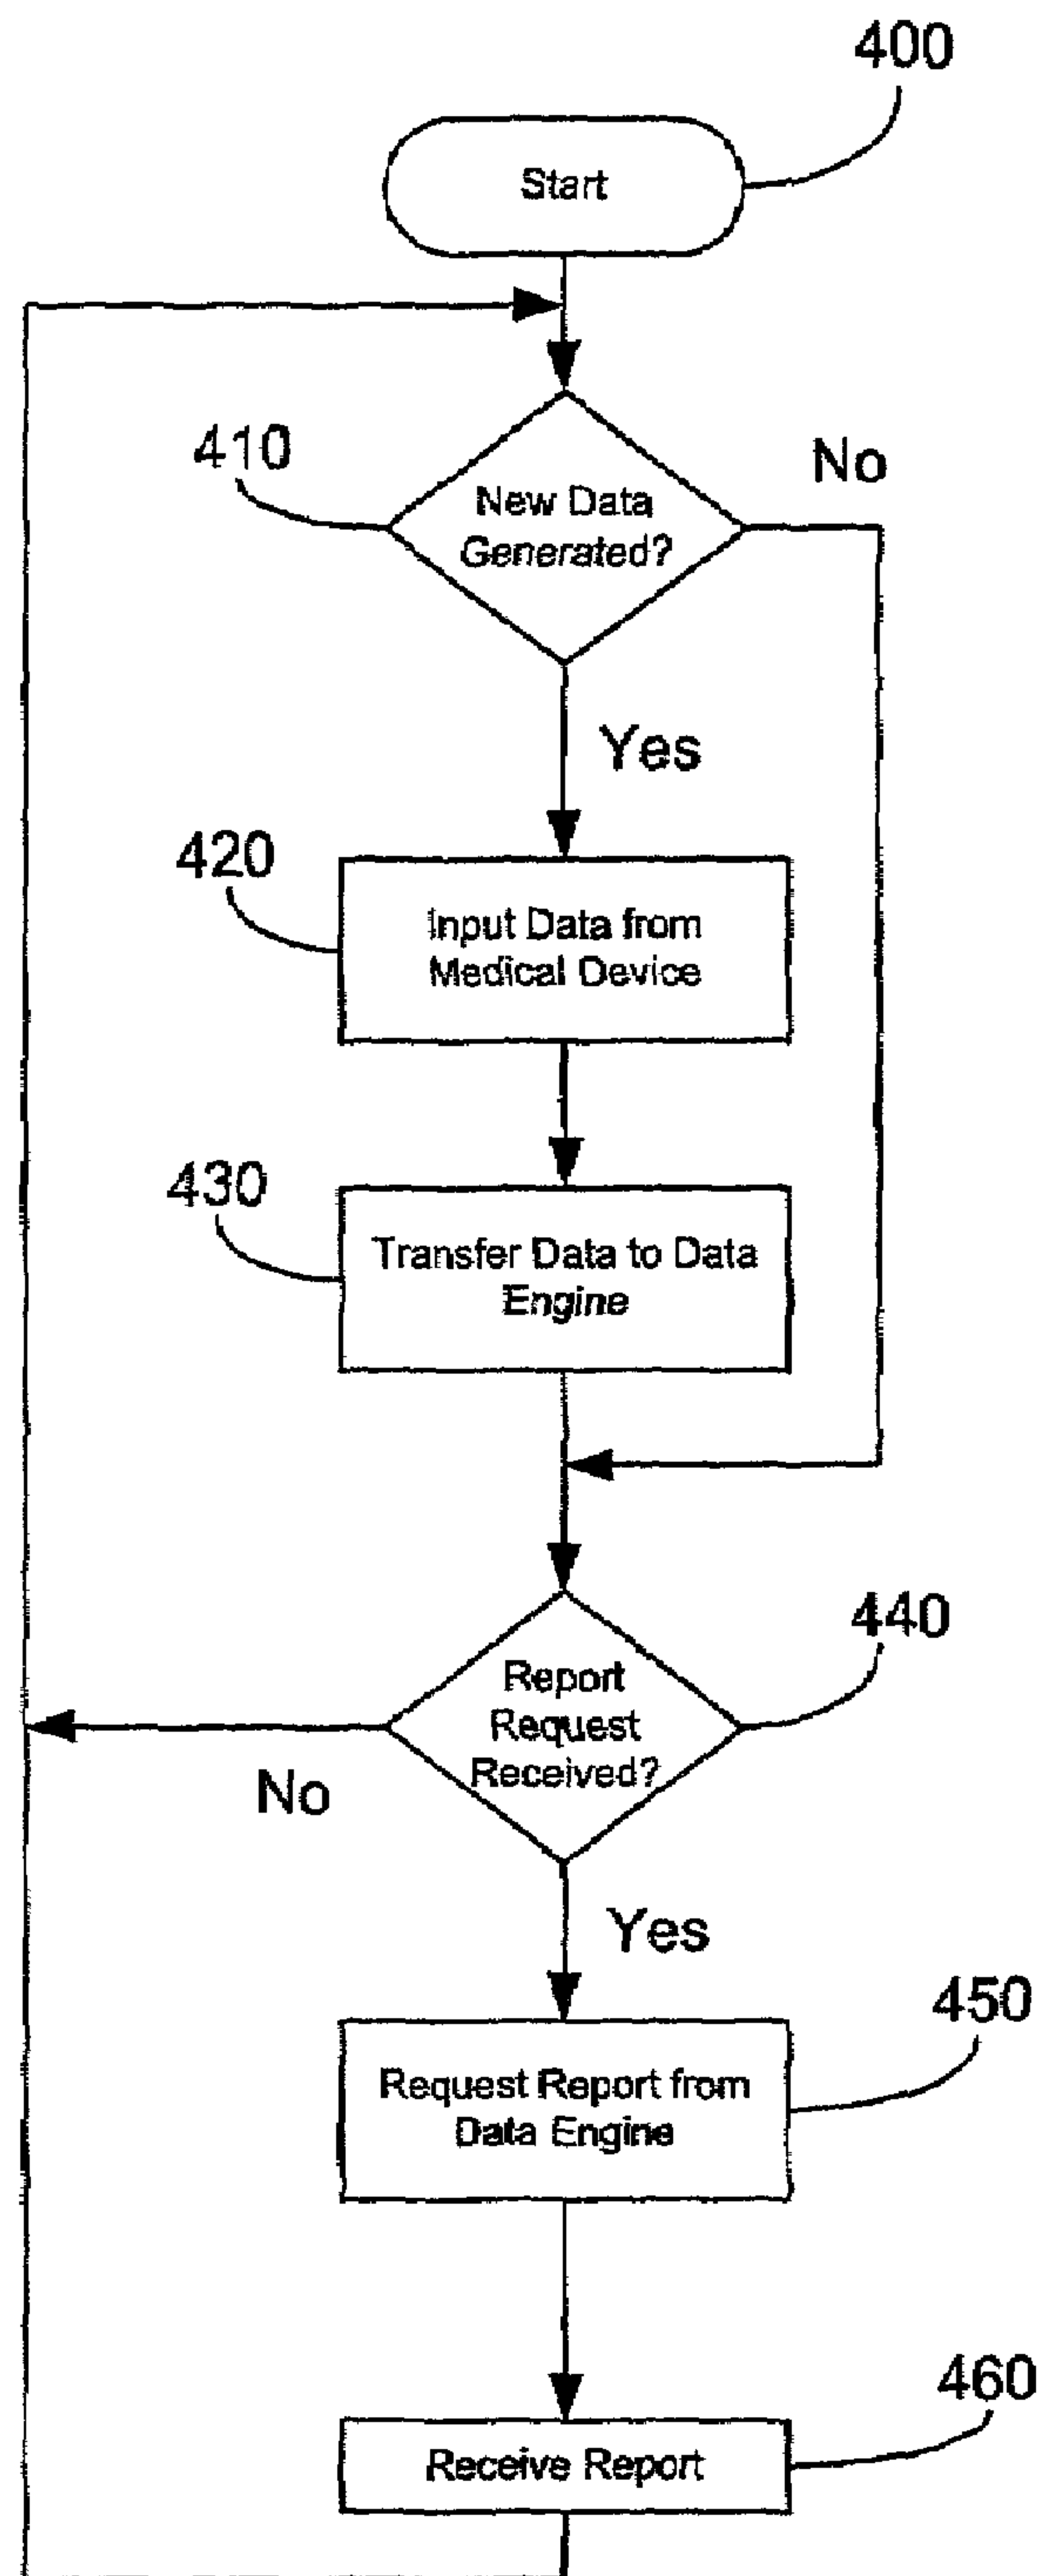 400
Start
410
No
New Data
Generated?
Yes
420
Input Data from
Medical Device
430
Transfer Data to Data
Engine
440
Report
Request
Received?
No
Yes
450
Request Report from
Data Engine
460
Receive Report